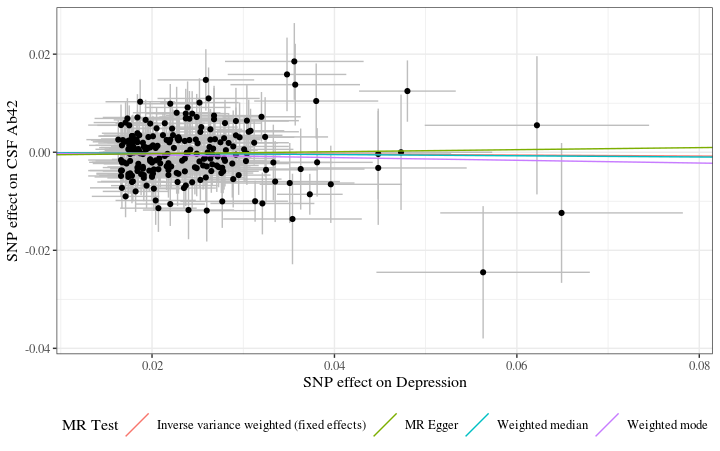 SNP effect on CSF Ab42
0.02
0.00
-0.02
-0.04
0.02 0.04 0.06 0.08
SNP effect on Depression
MR Test Inverse variance weighted (fixed effects) MR Egger Weighted median Weighted mode